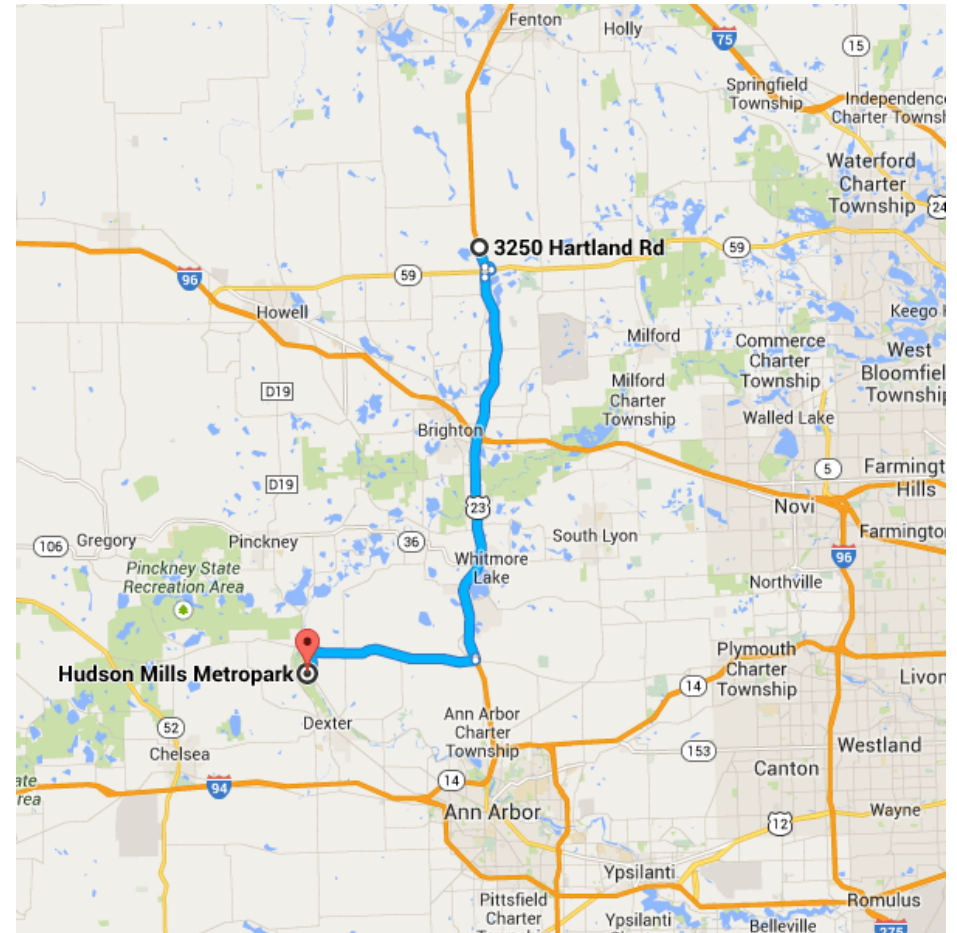 Fenton
Holly
75
15
Springfield
Township
Independence
Charter Townsh
Waterford
Charter
Township
24
3250 Hartland Rd
59
59
96
Howell
Keego H
Milford
Commerce
Charter
Township
West
Bloomfiel
Township
D19
Milford
Charter
Township
Walled Lake
Brighton
5
Farmingt
Hills
D19
23
Novi
106
Gregory
Pinckney
36
South Lyon
Farmington
96
Pinckney State
Recreation Area
Whitmore
Lake
Northville
Hudson Mills Metropark
Plymouth
Charter
Township
Livon
14
52
Dexter
Ann Arbor
Charter
Township
Chelsea
153
Westland
Canton
ate
rea
94
14
Ann Arbor
Wayne
12
Ypsilanti
Pittsfield
Charter
Romulus
Ypsilanti
Belleville
275